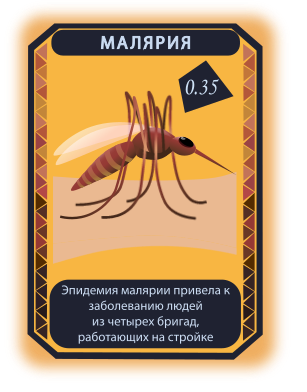 МАЛЯРИЯ
0.35
Эпидемия малярии привела к
заболеванию людей
из четырех бригад,
работающих на стройке